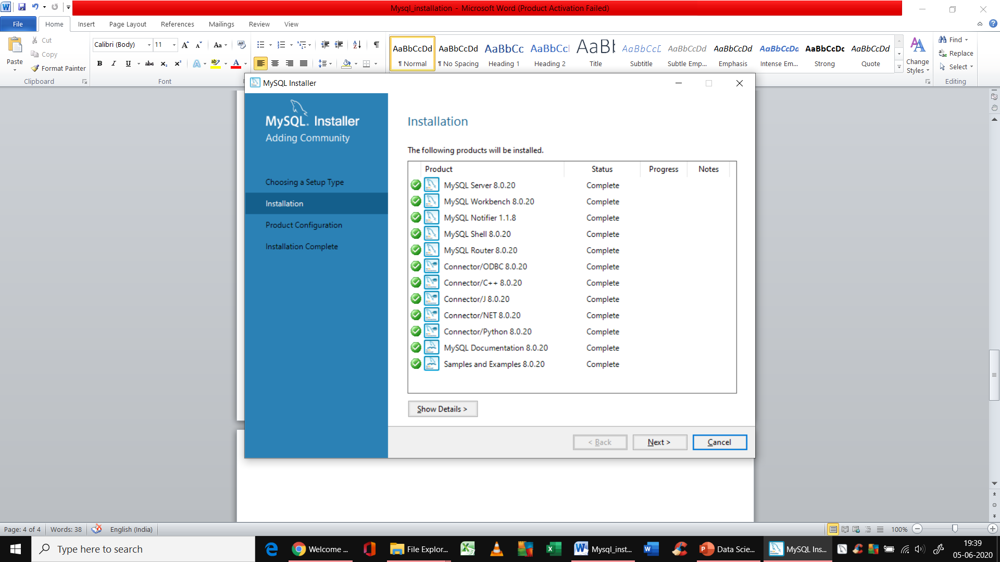 Mysql_installation - Microsoft Word (Product Activation Failed)
File Home Insert Page Layout References Mailings Review View
Paste
Cut
Copy
Format Painter
Clipboard
Calibri (Body) 11
B I U abc
Font
AaBbCcDd ¶ Normal
AaBbCcDd ¶ No Spacing
AaBbCc Heading 1
AaBbCc Heading 2
AaBl Title
AaBbCcD Subtitle
AaBbCcDd Subtle Emp...
AaBbCcDd Emphasis
AaBbCcDd Intense Em...
AaBbCcDc Strong
AaBbCcDd Quote
Change Styles
Find
Replace
Select
Editing
MySQL Installer
MySQL. Installer
Adding Community
Choosing a Setup Type
Installation
Product Configuration
Installation Complete
Installation
The following products will be installed.
Product Status Progress Notes
MySQL Server 8.0.20 Complete
MySQL Workbench 8.0.20 Complete
MySQL Notifier 1.1.8 Complete
MySQL Shell 8.0.20 Complete
MySQL Router 8.0.20 Complete
Connector/ODBC 8.0.20 Complete
Connector/C++ 8.0.20 Complete
Connector/J 8.0.20 Complete
Connector/NET 8.0.20 Complete
Connector/Python 8.0.20 Complete
MySQL Documentation 8.0.20 Complete
Samples and Examples 8.0.20 Complete
Show Details >
< Back Next > Cancel
Page: 4 of 4 Words: 38 English (India) 100%
Type here to search Welcome ... File Explor... Mysql_inst... Data Scie... MySQL Ins... 19:39
05-06-2020